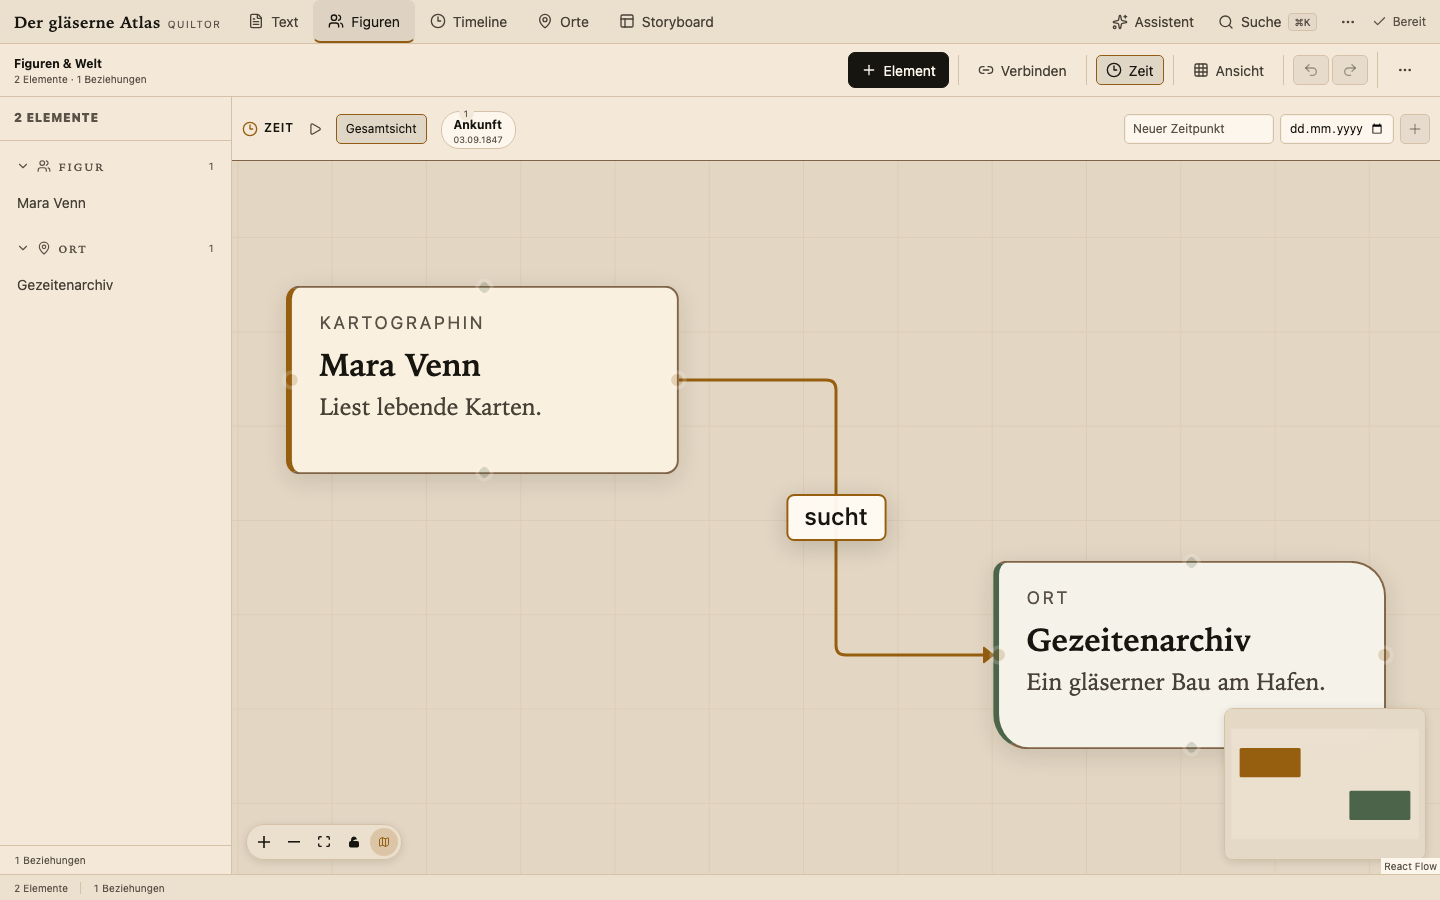 Der gläserne Atlas QUILTOR
Text
Figuren
Timeline
Orte
Storyboard
Assistent
Suche ⌘K
Bereit
Figuren & Welt
2 Elemente · 1 Beziehungen
Element
Verbinden
Zeit
Ansicht
2 ELEMENTE
FIGUR 1
Mara Venn
ORT 1
Gezeitenarchiv
1 Beziehungen
ZEIT
Gesamtsicht
1
Ankunft
03.09.1847
Neuer Zeitpunkt
dd.mm.yyyy
KARTOGRAPHIN
Mara Venn
Liest lebende Karten.
sucht
ORT
Gezeitenarchiv
Ein gläserner Bau am Hafen.
React Flow
2 Elemente
1 Beziehungen